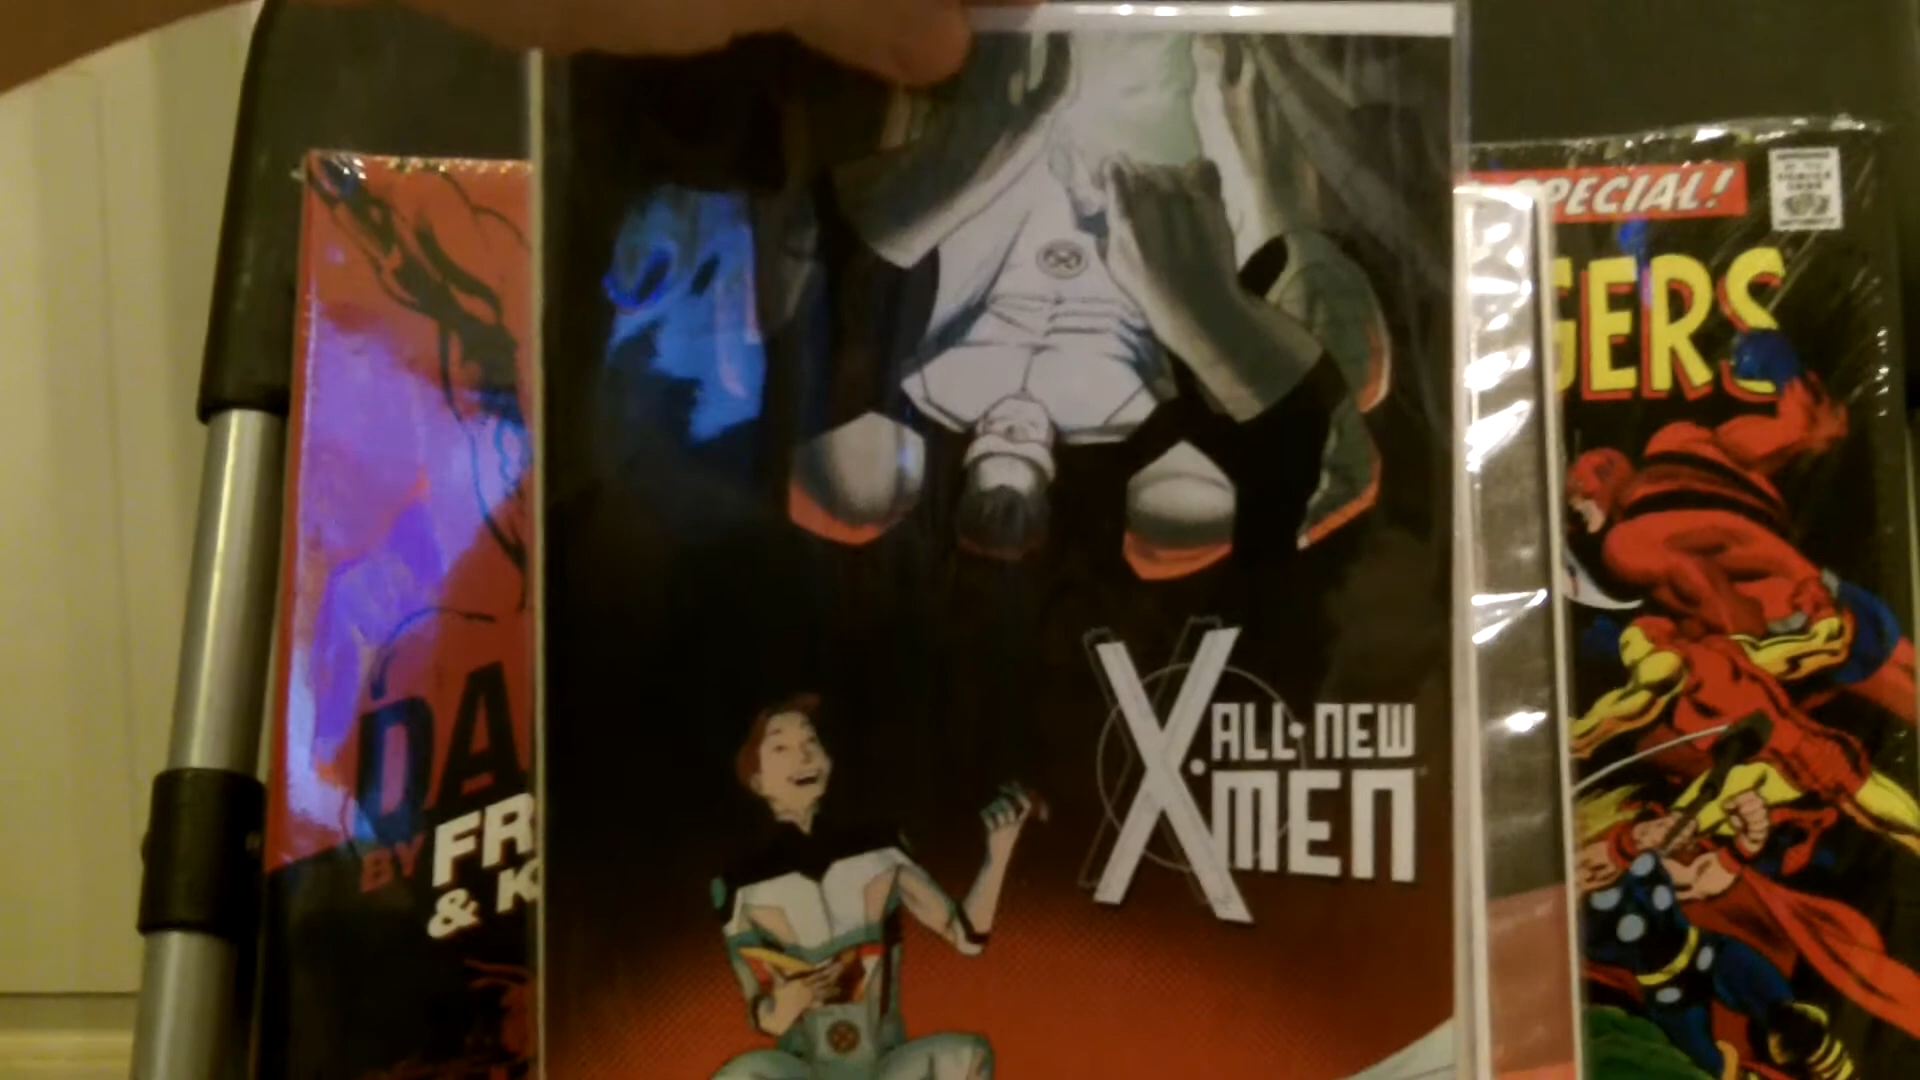 SPECIAL!
GERS
ALL·NEW
X·MEN
DA
BY FR
& K